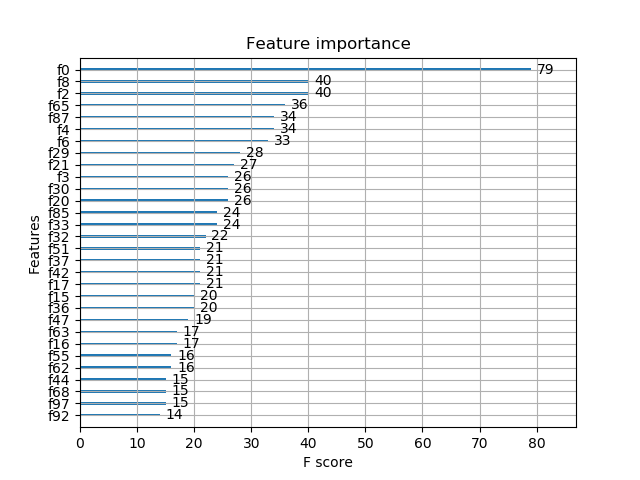 Feature importance
f0 79
f8 40
f2 40
f65 36
f87 34
f4 34
f6 33
f29 28
f21 27
f3 26
f30 26
f20 26
f85 24
f33 24
f32 22
f51 21
f37 21
f42 21
f17 21
f15 20
f36 20
f47 19
f63 17
f16 17
f55 16
f62 16
f44 15
f68 15
f97 15
f92 14
Features
0 10 20 30 40 50 60 70 80
F score